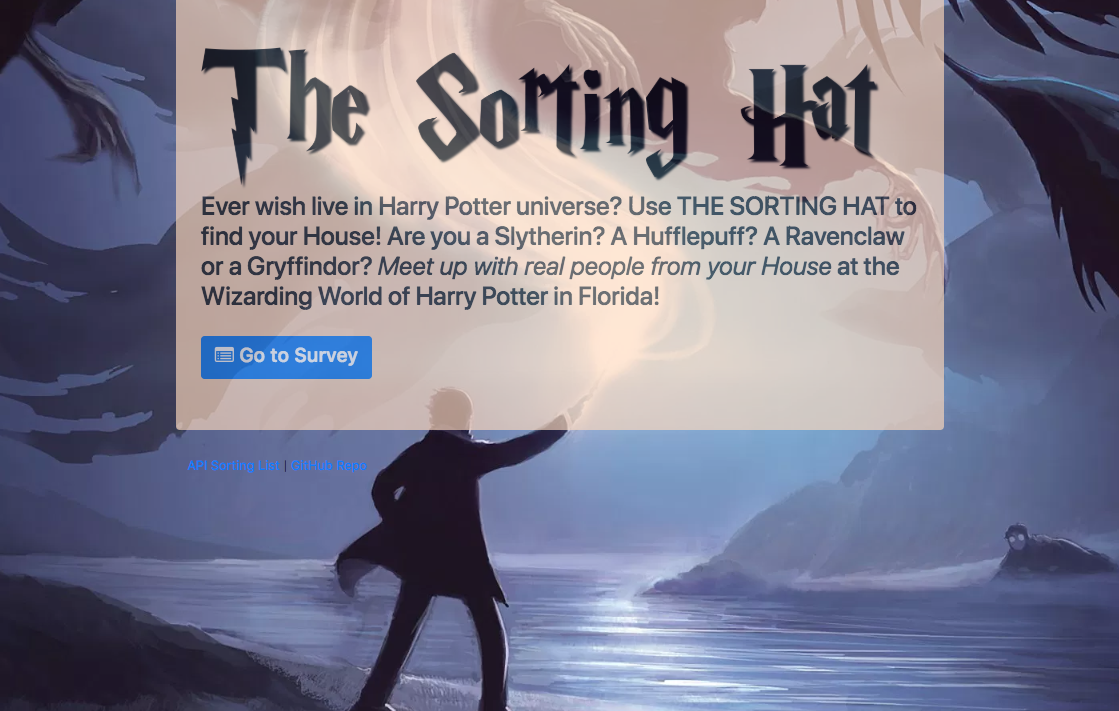 The Sorting Hat
Ever wish live in Harry Potter universe? Use THE SORTING HAT to
find your House! Are you a Slytherin? A Hufflepuff? A Ravenclaw
or a Gryffindor? Meet up with real people from your House at the
Wizarding World of Harry Potter in Florida!
Go to Survey
API Sorting List | GitHub Repo